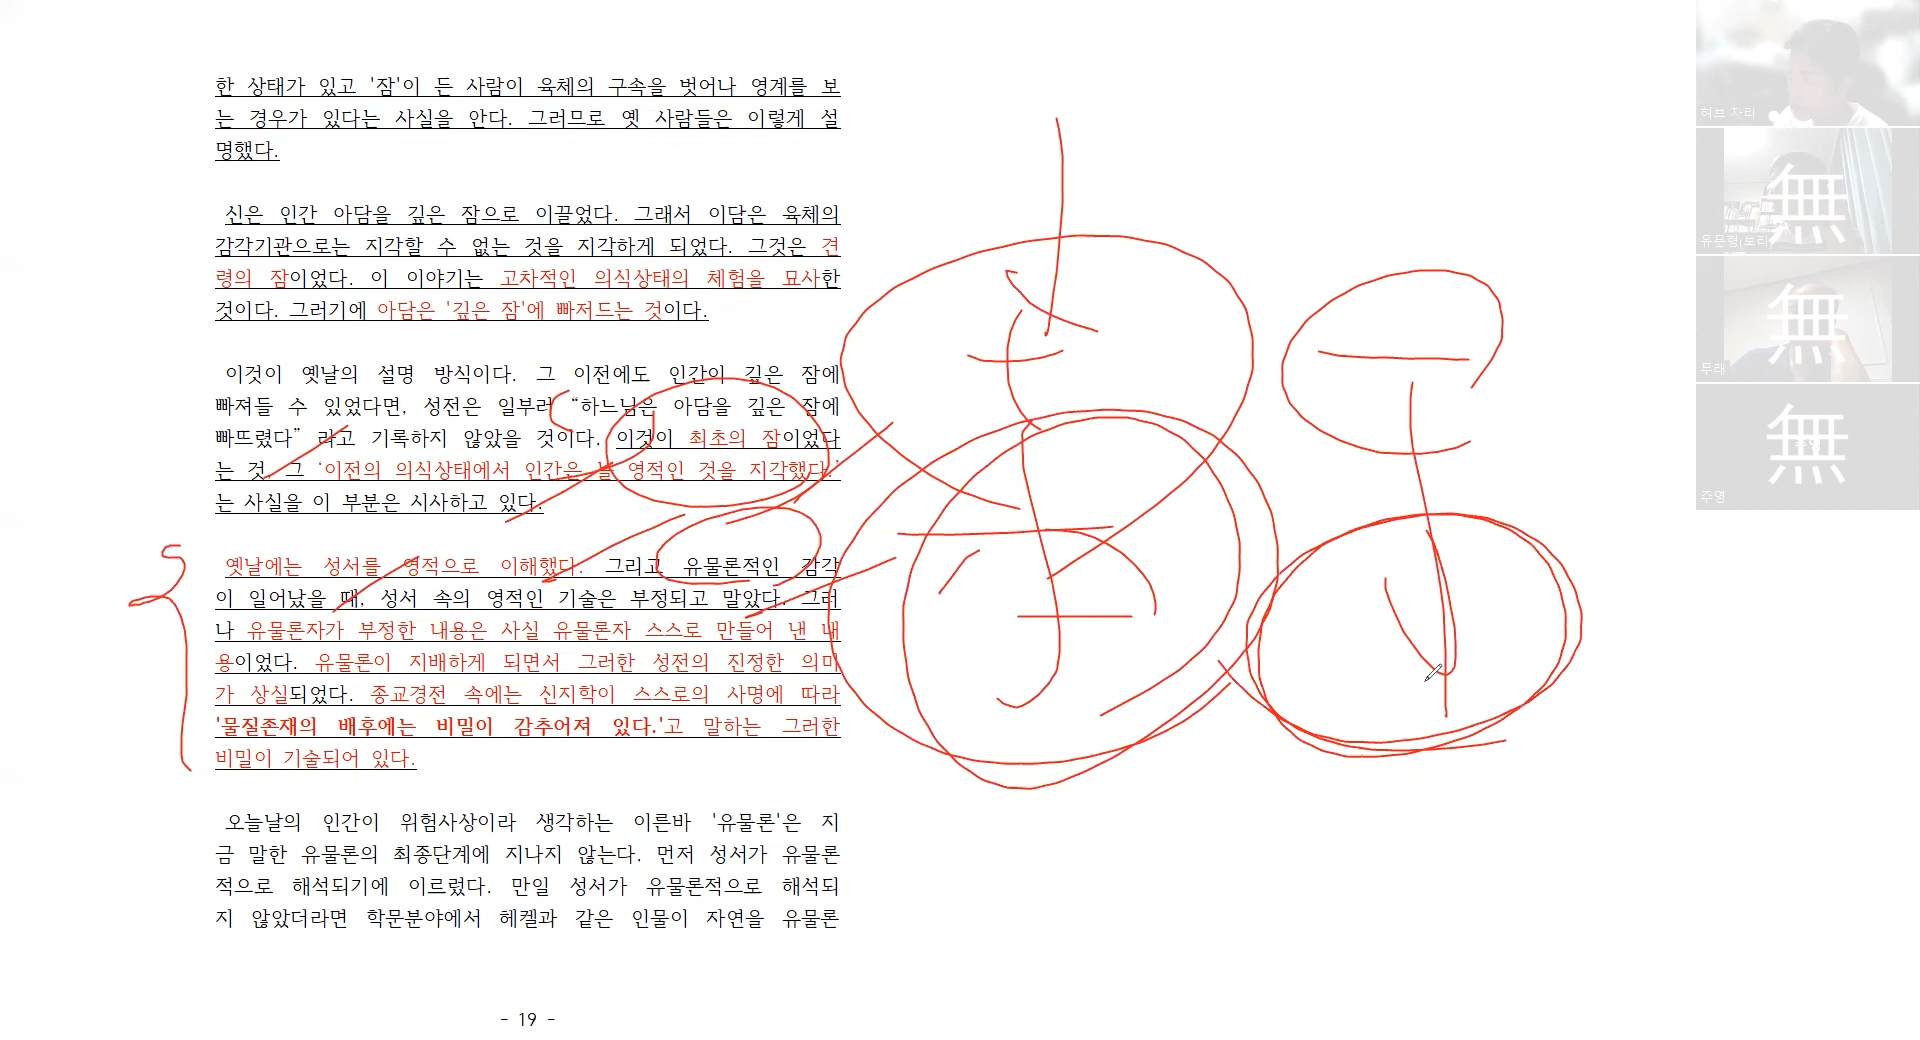 한 상태가 있고 '잠'이 든 사람이 육체의 구속을 벗어나 영계를 보
는 경우가 있다는 사실을 안다. 그러므로 옛 사람들은 이렇게 설
명했다.
신은 인간 아담을 깊은 잠으로 이끌었다. 그래서 이담은 육체의
감각기관으로는 지각할 수 없는 것을 지각하게 되었다. 그것은 견
령의 잠이었다. 이 이야기는 고차적인 의식상태의 체험을 묘사한
것이다. 그러기에 아담은 '깊은 잠'에 빠져드는 것이다.
이것이 옛날의 설명 방식이다. 그 이전에도 인간이 깊은 잠에
빠져들 수 있었다면, 성전은 일부러 “하느님은 아담을 깊은 잠에
빠뜨렸다” 라고 기록하지 않았을 것이다. 이것이 최초의 잠이었다
는 것, 그 ‘이전의 의식상태에서 인간은 늘 영적인 것을 지각했다.’
는 사실을 이 부분은 시사하고 있다.
옛날에는 성서를 영적으로 이해했다. 그리고 유물론적인 감각
이 일어났을 때, 성서 속의 영적인 기술은 부정되고 말았다. 그러
나 유물론자가 부정한 내용은 사실 유물론자 스스로 만들어 낸 내
용이었다. 유물론이 지배하게 되면서 그러한 성전의 진정한 의미
가 상실되었다. 종교경전 속에는 신지학이 스스로의 사명에 따라
'물질존재의 배후에는 비밀이 감추어져 있다.'고 말하는 그러한
비밀이 기술되어 있다.
오늘날의 인간이 위험사상이라 생각하는 이른바 '유물론'은 지
금 말한 유물론의 최종단계에 지나지 않는다. 먼저 성서가 유물론
적으로 해석되기에 이르렀다. 만일 성서가 유물론적으로 해석되
지 않았더라면 학문분야에서 헤켈과 같은 인물이 자연을 유물론
- 19 -
허브 자리
無
유문형(보리)
無
두래
無
주영